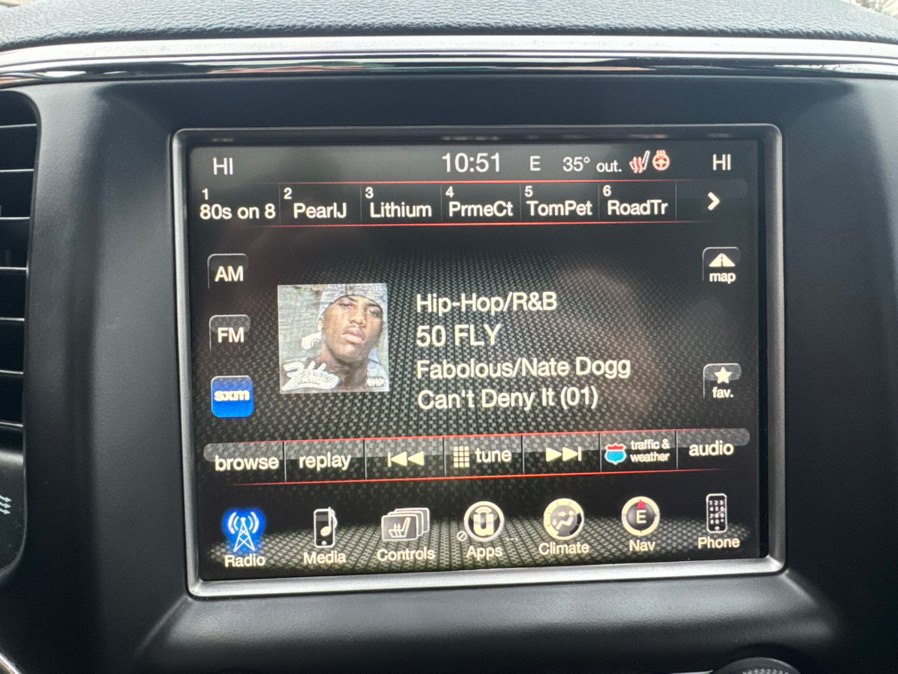 HI 10:51 E 35° out. HI
1 80s on 8 2 PearlJ 3 Lithium 4 PrmeCt 5 TomPet 6 RoadTr
AM
map
Hip-Hop/R&B
FM
50 FLY
Fabolous/Nate Dogg
sxm
Can't Deny It (01)
fav.
browse replay tune traffic & weather audio
E
Radio Media Controls Apps Climate Nav Phone